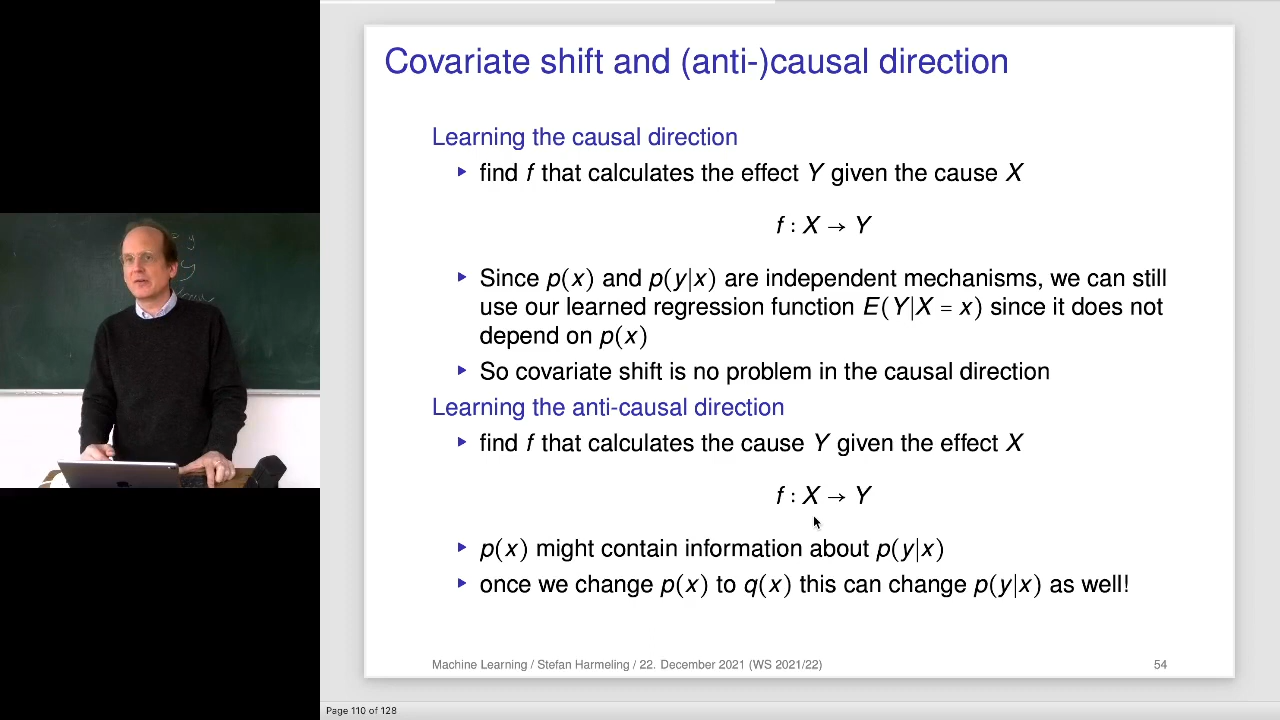 Covariate shift and (anti-)causal direction
Learning the causal direction
▸ find f that calculates the effect Y given the cause X
f : X → Y
▸ Since p(x) and p(y|x) are independent mechanisms, we can still
use our learned regression function E(Y|X = x) since it does not
depend on p(x)
▸ So covariate shift is no problem in the causal direction
Learning the anti-causal direction
▸ find f that calculates the cause Y given the effect X
f : X → Y
▸ p(x) might contain information about p(y|x)
▸ once we change p(x) to q(x) this can change p(y|x) as well!
Machine Learning / Stefan Harmeling / 22. December 2021 (WS 2021/22) 54
Page 110 of 128